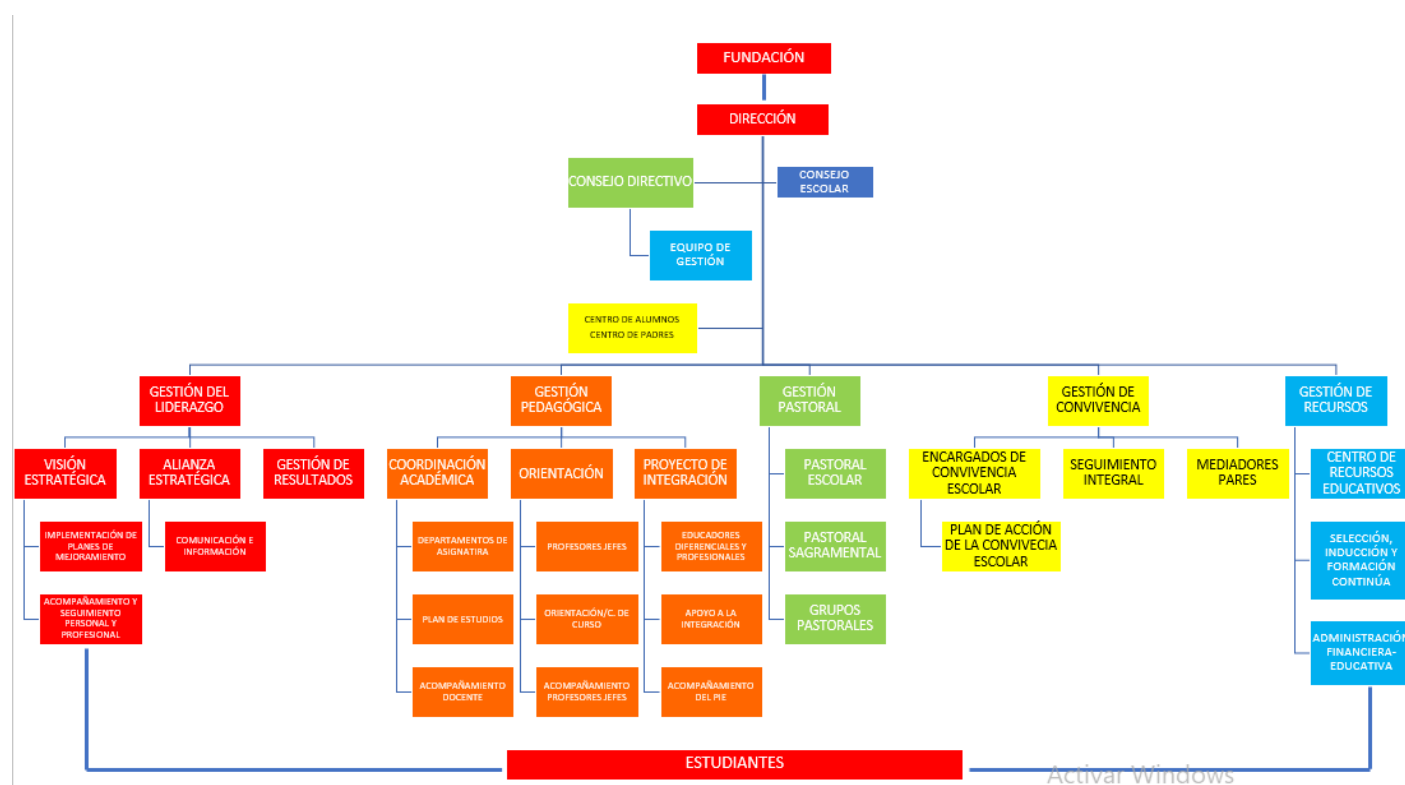 FUNDACIÓN
DIRECCIÓN
CONSEJO DIRECTIVO
CONSEJO
ESCOLAR
EQUIPO DE
GESTIÓN
CENTRO DE ALUMNOS
CENTRO DE PADRES
GESTIÓN DEL
LIDERAZGO
GESTIÓN
PEDAGÓGICA
GESTIÓN
PASTORAL
GESTIÓN DE
CONVIVENCIA
GESTIÓN DE
RECURSOS
VISIÓN
ESTRATÉGICA
ALIANZA
ESTRATÉGICA
GESTIÓN DE
RESULTADOS
COORDINACIÓN
ACADÉMICA
ORIENTACIÓN
PROYECTO DE
INTEGRACIÓN
PASTORAL
ESCOLAR
ENCARGADOS DE
CONVIVENCIA
ESCOLAR
SEGUIMIENTO
INTEGRAL
MEDIADORES
PARES
CENTRO DE
RECURSOS
EDUCATIVOS
IMPLEMENTACIÓN DE
PLANES DE
MEJORAMIENTO
COMUNICACIÓN E
INFORMACIÓN
DEPARTAMENTOS DE
ASIGNATIRA
PROFESORES JEFES
EDUCADORES
DIFERENCIALES Y
PROFESIONALES
PASTORAL
SAGRAMENTAL
PLAN DE ACCIÓN
DE LA CONVIVECIA
ESCOLAR
SELECCIÓN,
INDUCCIÓN Y
FORMACIÓN
CONTINÚA
ACOMPAÑAMIENTO Y
SEGUIMIENTO
PERSONAL Y
PROFESIONAL
PLAN DE ESTUDIOS
ORIENTACIÓN/C. DE
CURSO
APOYO A LA
INTEGRACIÓN
GRUPOS
PASTORALES
ADMINISTRACIÓN
FINANCIERA-
EDUCATIVA
ACOMPAÑAMIENTO
DOCENTE
ACOMPAÑAMIENTO
PROFESORES JEFES
ACOMPAÑAMIENTO
DEL PIE
ESTUDIANTES
Activar Windows